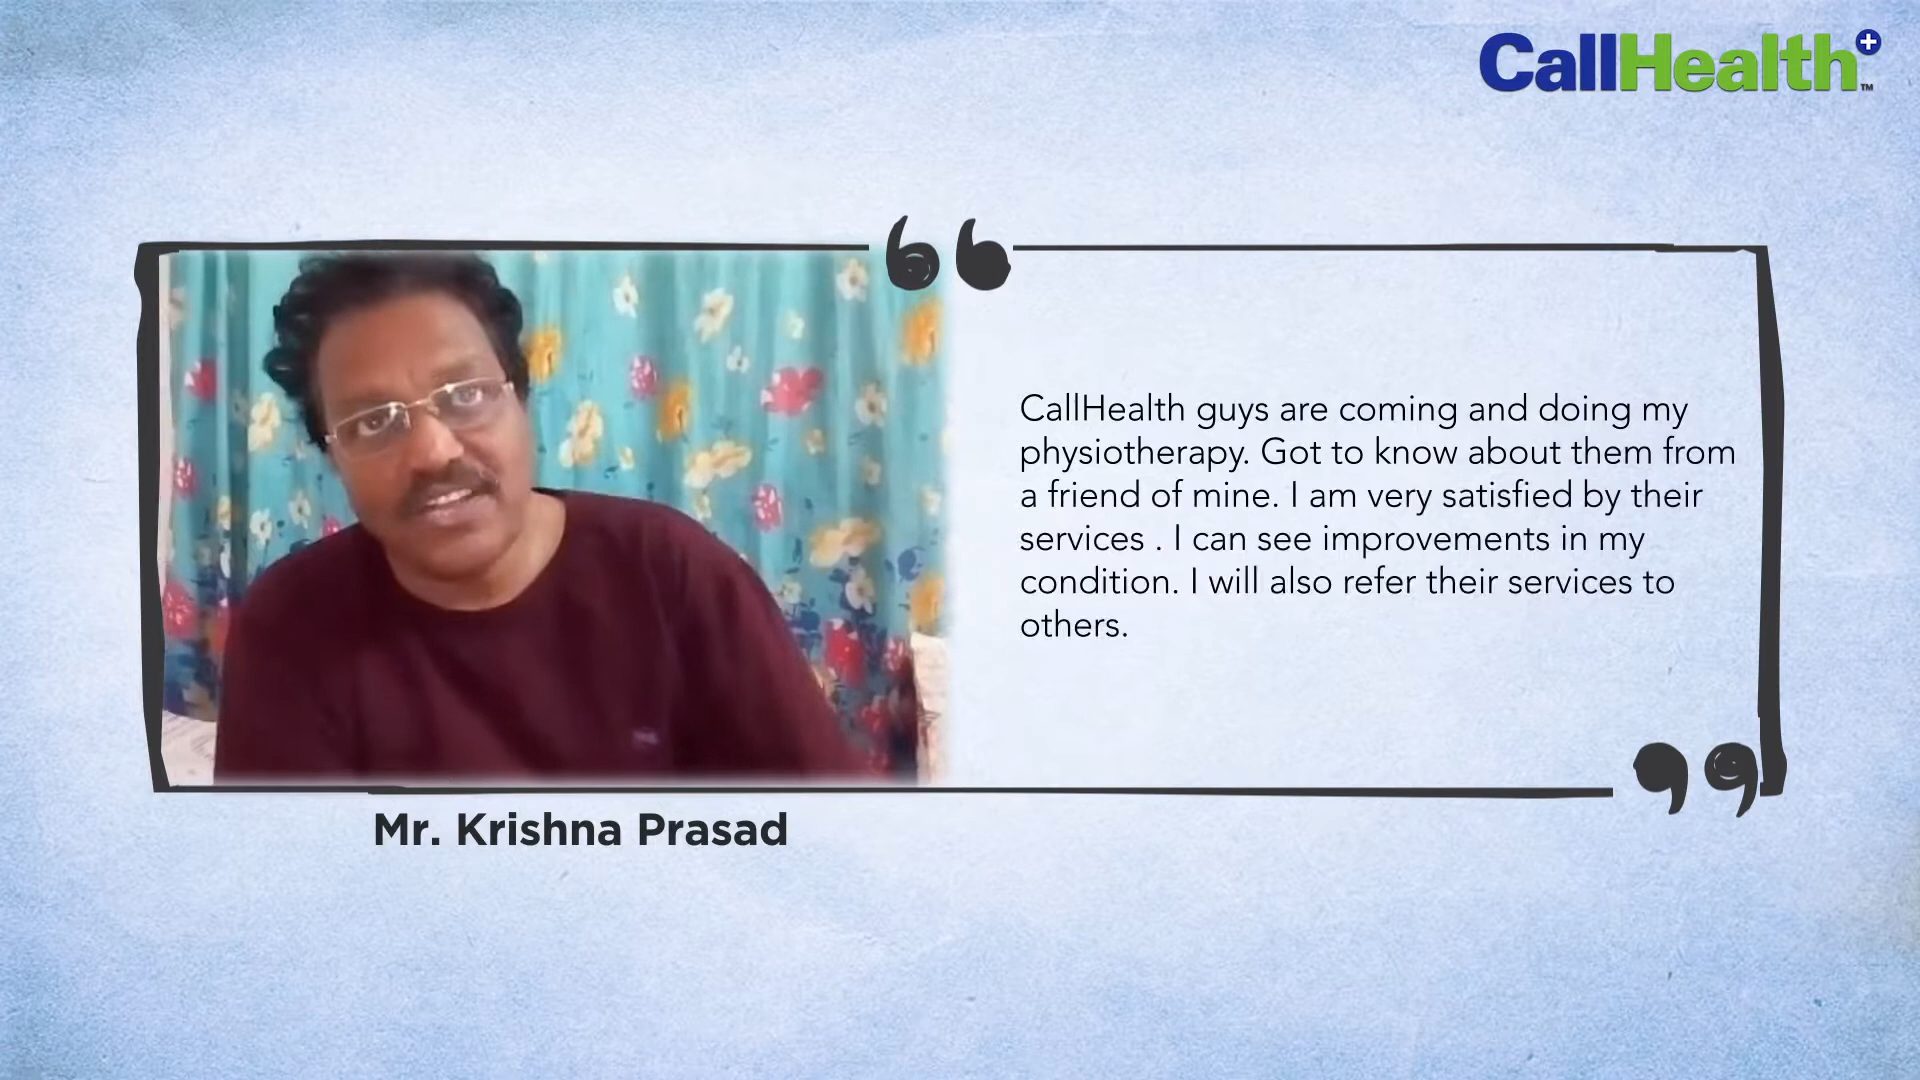 CallHealth+
TM
CallHealth guys are coming and doing my
physiotherapy. Got to know about them from
a friend of mine. I am very satisfied by their
services . I can see improvements in my
condition. I will also refer their services to
others.
Mr. Krishna Prasad